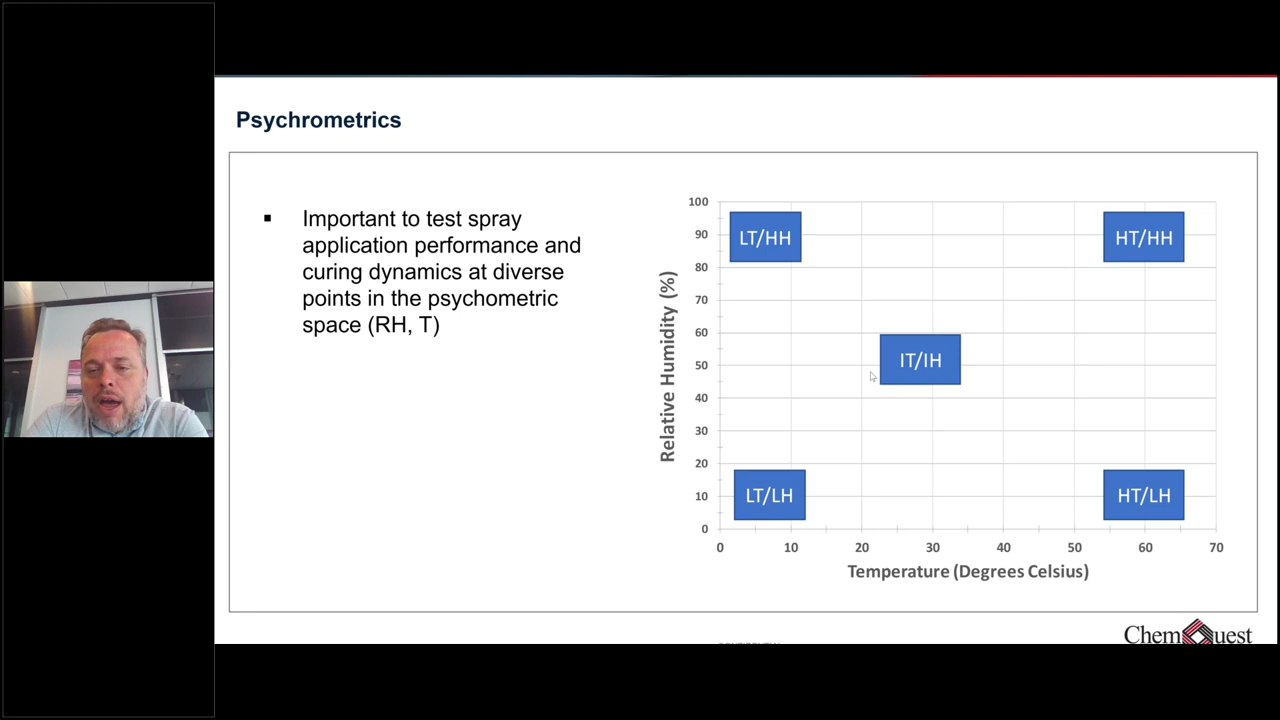 Psychrometrics
▪ Important to test spray
application performance and
curing dynamics at diverse
points in the psychometric
space (RH, T)
Relative Humidity (%)
100
90
80
70
60
50
40
30
20
10
0
LT/HH
HT/HH
IT/IH
LT/LH
HT/LH
0 10 20 30 40 50 60 70
Temperature (Degrees Celsius)
ChemQuest